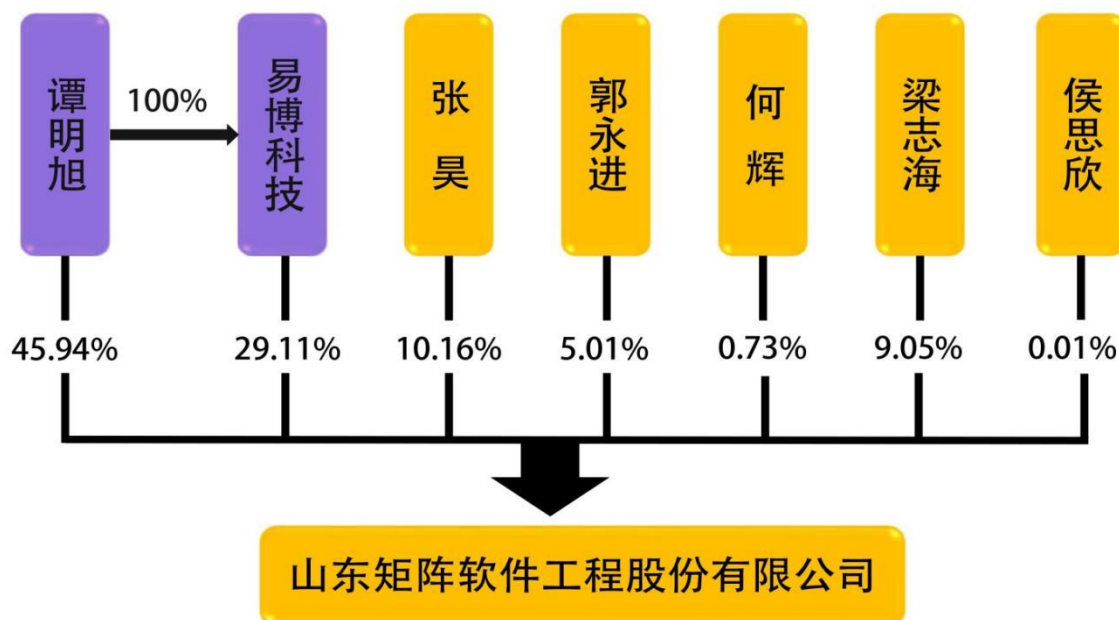 谭明旭
100%
易博科技
张昊
郭永进
何辉
梁志海
侯思欣
45.94%
29.11%
10.16%
5.01%
0.73%
9.05%
0.01%
山东矩阵软件工程股份有限公司